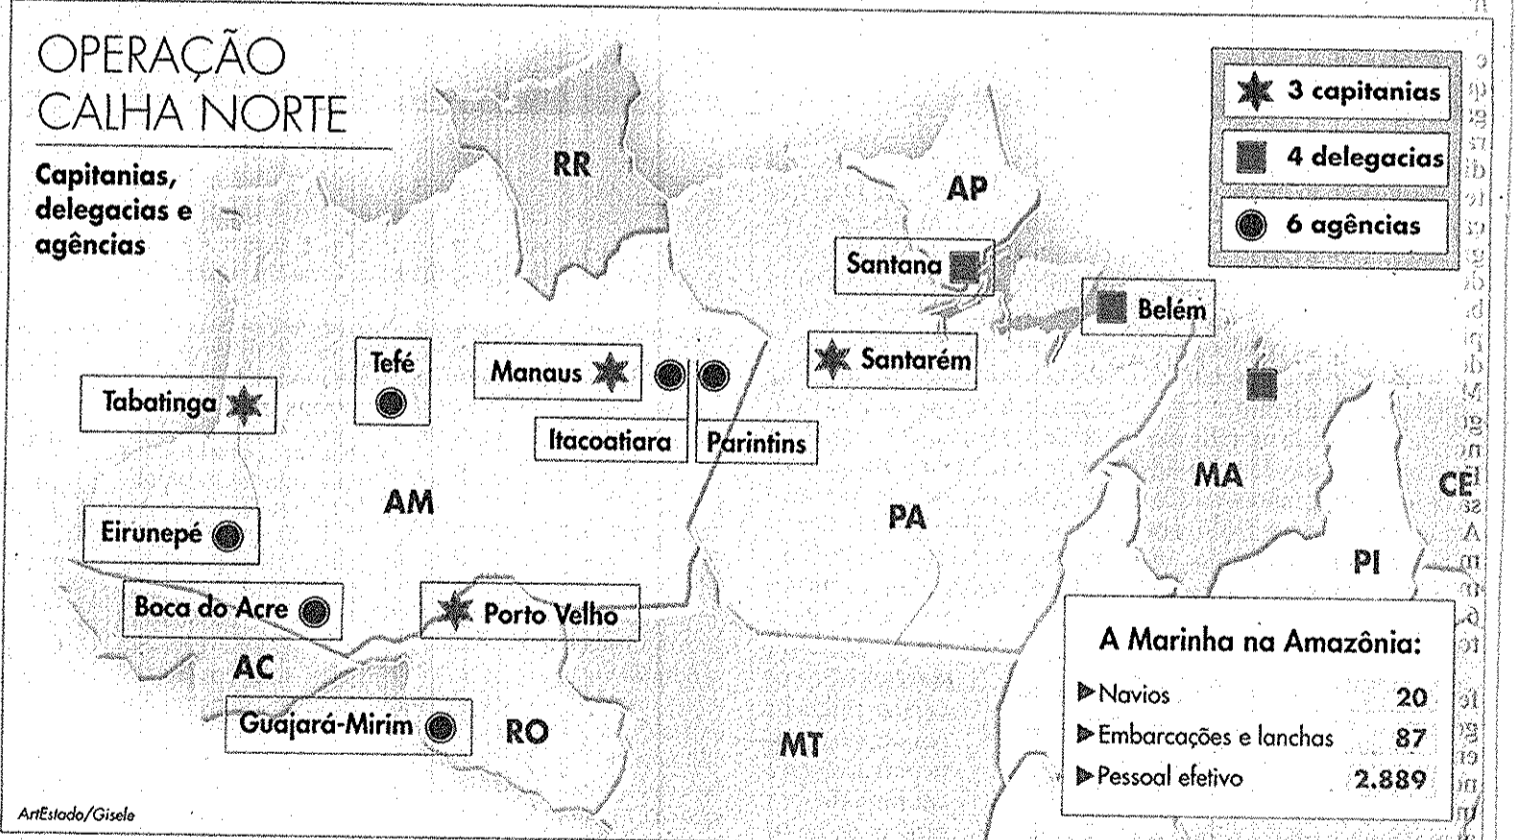 OPERAÇÃO
CALHA NORTE
Capitanias,
delegacias e
agências
3 capitanias
4 delegacias
6 agências
RR
AP
Santana
Belém
Tefé
Manaus
Santarém
Tabatinga
Itacoatiara
Parintins
AM
PA
MA
CE
Eirunepé
PI
Boca do Acre
Porto Velho
AC
Guajará-Mirim
RO
MT
A Marinha na Amazônia:
Navios 20
Embarcações e lanchas 87
Pessoal efetivo 2.889
ArtEstado/Gisele